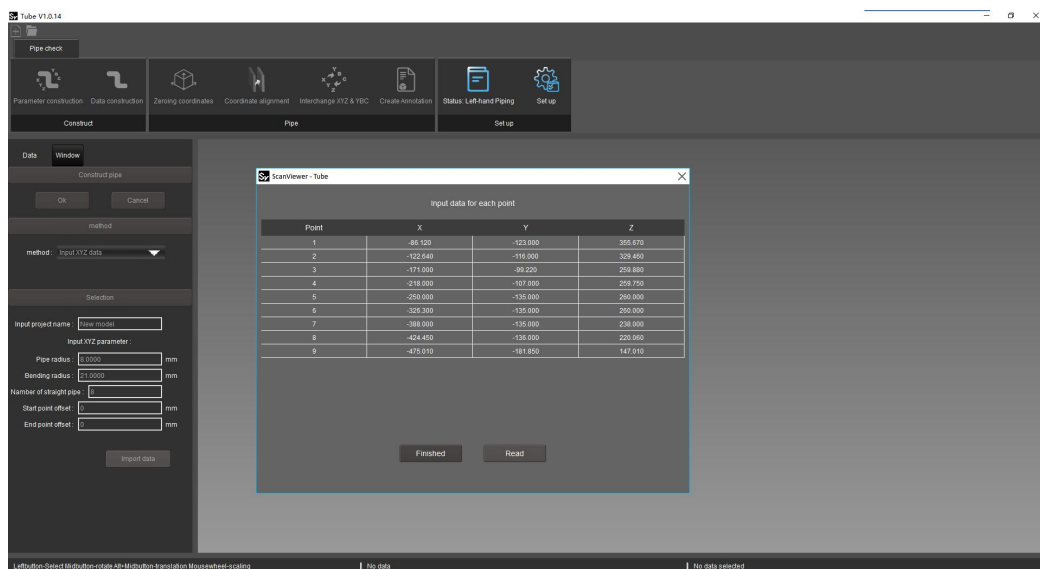 Tube V1.0.14
Pipe check
Parameter construction Data construction Zeroing coordinates Coordinate alignment Interchange XYZ & YBC Create Annotation Status: Left-hand Piping Set up
Construct Pipe Set up
Data Window
Construct pipe
Ok Cancel
method
method : Input XYZ data
Selection
Input project name : New model
Input XYZ parameter :
Pipe radius : 8.0000 mm
Bending radius : 21.0000 mm
Namber of straight pipe : 8
Start point offset : 0 mm
End point offset : 0 mm
Import data
ScanViewer - Tube
Input data for each point
Point X Y Z
1 -86.120 -123.000 355.670
2 -122.640 -116.000 329.460
3 -171.000 -99.220 259.880
4 -218.000 -107.000 259.750
5 -250.000 -135.000 260.000
6 -326.300 -135.000 260.000
7 -388.000 -135.000 238.000
8 -424.450 -136.000 220.060
9 -475.010 -181.850 147.010
Finished Read
Leftbutton-Select Midbutton-rotate Alt+Midbutton-translation Mousewheel-scaling No data No data selected